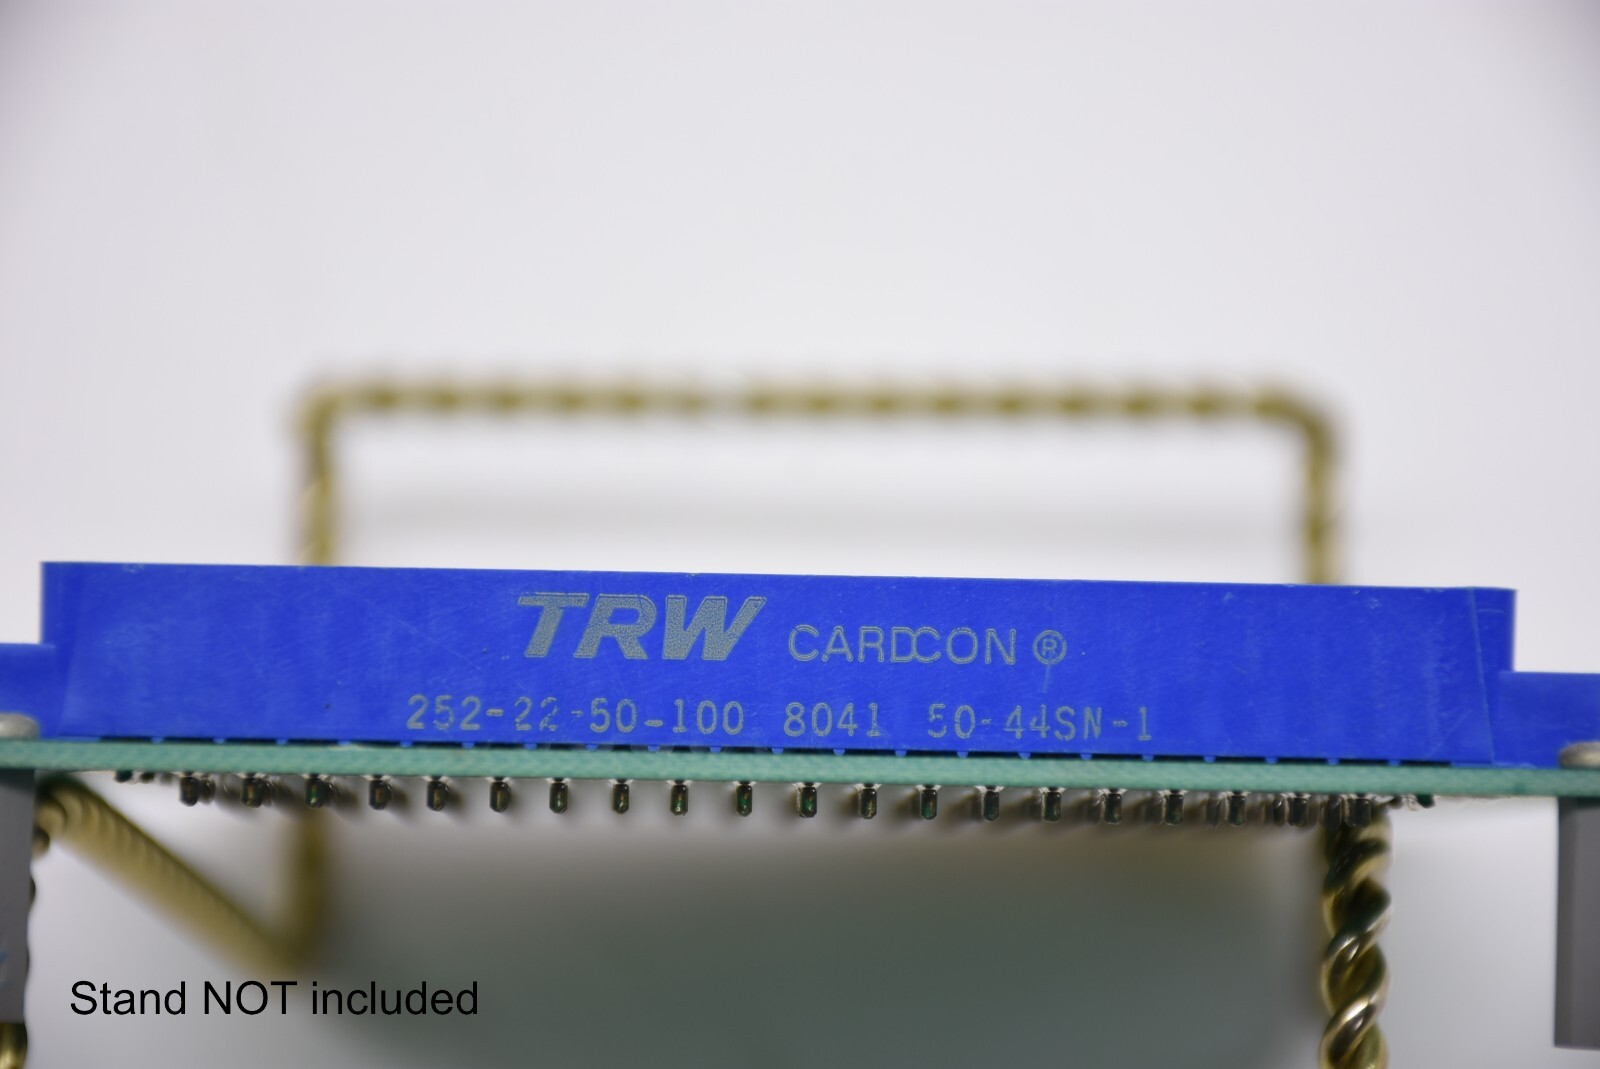 TRW CARDCON ®
252-22-50-100 8041 50-44SN-1
Stand NOT included